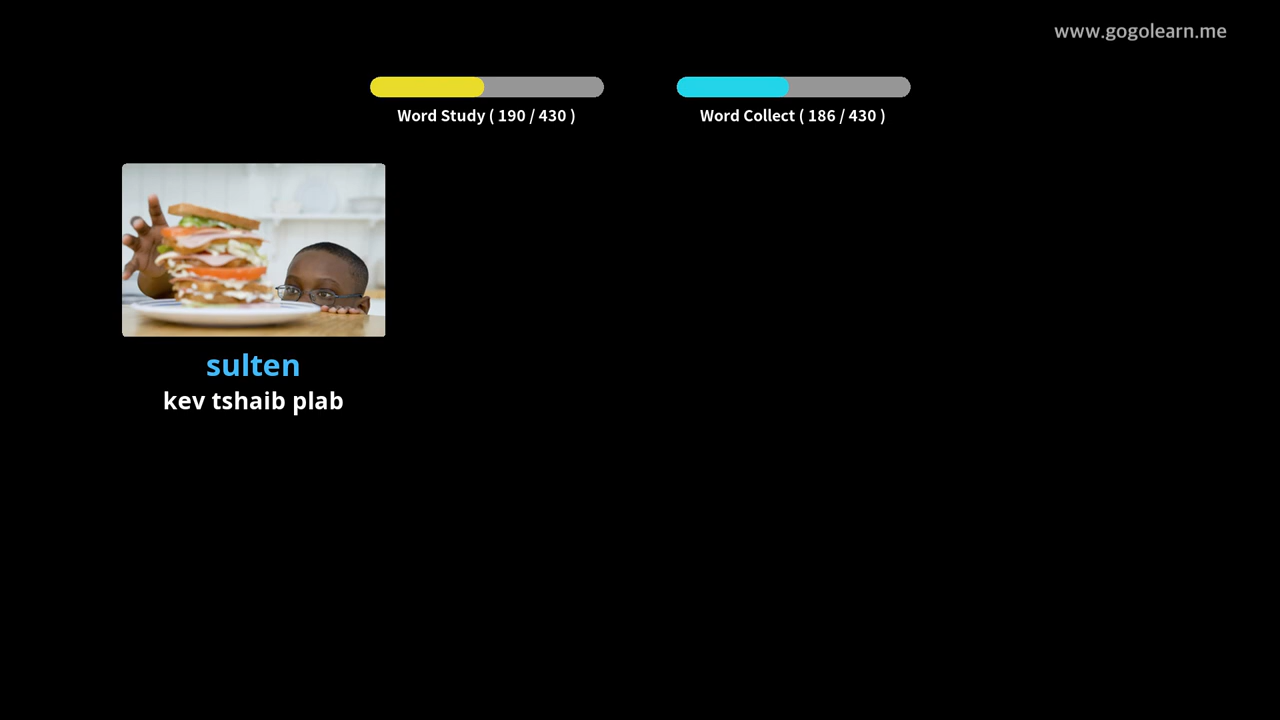 www.gogolearn.me
Word Study ( 190 / 430 )
Word Collect ( 186 / 430 )
sulten
kev tshaib plab